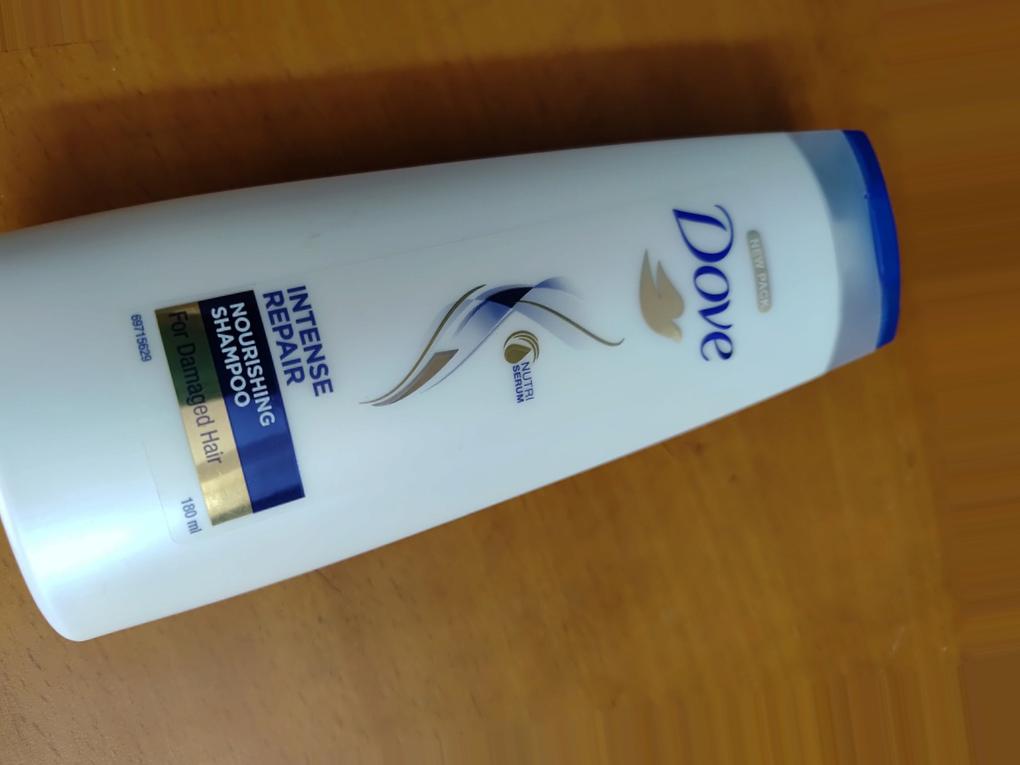 NEW PACK
Dove
NUTRI
SERUM
INTENSE
REPAIR
NOURISHING
SHAMPOO
For Damaged Hair
69715629
180 ml